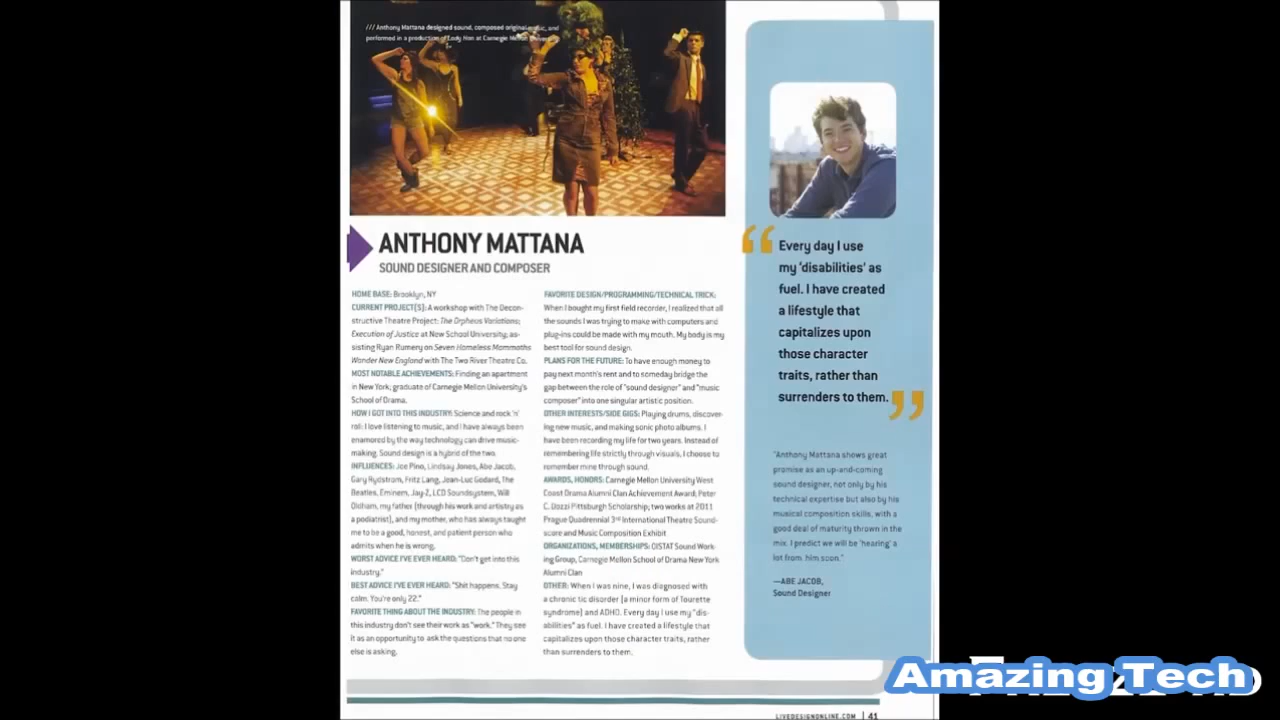 /// Anthony Mattana designed sound, composed original music, and
performed in a production of Lady Han at Carnegie Mellon University.
ANTHONY MATTANA
SOUND DESIGNER AND COMPOSER
HOME BASE: Brooklyn, NY
CURRENT PROJECT(S): A workshop with The Decon-
structive Theatre Project: The Orpheus Variations;
Execution of Justice at New School University; as-
sisting Ryan Rumery on Seven Homeless Mammoths
Wander New England with The Two River Theatre Co.
MOST NOTABLE ACHIEVEMENTS: Finding an apartment
in New York; graduate of Carnegie Mellon University's
School of Drama.
HOW I GOT INTO THIS INDUSTRY: Science and rock 'n'
roll: I love listening to music, and I have always been
enamored by the way technology can drive music-
making. Sound design is a hybrid of the two.
INFLUENCES: Joe Pino, Lindsay Jones, Abe Jacob,
Gary Rydstrom, Fritz Lang, Jean-Luc Godard, The
Beatles, Eminem, Jay-Z, LCD Soundsystem, Will
Oldham, my father (through his work and artistry as
a podiatrist), and my mother, who has always taught
me to be a good, honest, and patient person who
admits when he is wrong.
WORST ADVICE I'VE EVER HEARD: "Don't get into this
industry."
BEST ADVICE I'VE EVER HEARD: "Shit happens. Stay
calm. You're only 22."
FAVORITE THING ABOUT THE INDUSTRY: The people in
this industry don't see their work as "work." They see
it as an opportunity to ask the questions that no one
else is asking.
FAVORITE DESIGN/PROGRAMMING/TECHNICAL TRICK:
When I bought my first field recorder, I realized that all
the sounds I was trying to make with computers and
plug-ins could be made with my mouth. My body is my
best tool for sound design.
PLANS FOR THE FUTURE: To have enough money to
pay next month's rent and to someday bridge the
gap between the role of "sound designer" and "music
composer" into one singular artistic position.
OTHER INTERESTS/SIDE GIGS: Playing drums, discover-
ing new music, and making sonic photo albums. I
have been recording my life for two years. Instead of
remembering life strictly through visuals, I choose to
remember mine through sound.
AWARDS, HONORS: Carnegie Mellon University West
Coast Drama Alumni Clan Achievement Award; Peter
C. Dozzi Pittsburgh Scholarship; two works at 2011
Prague Quadrennial 3rd International Theatre Sound-
score and Music Composition Exhibit
ORGANIZATIONS, MEMBERSHIPS: OISTAT Sound Work-
ing Group, Carnegie Mellon School of Drama New York
Alumni Clan
OTHER: When I was nine, I was diagnosed with
a chronic tic disorder (a minor form of Tourette
syndrome) and ADHD. Every day I use my "dis-
abilities" as fuel. I have created a lifestyle that
capitalizes upon those character traits, rather
than surrenders to them.
“ Every day I use
my 'disabilities' as
fuel. I have created
a lifestyle that
capitalizes upon
those character
traits, rather than
surrenders to them. ”
"Anthony Mattana shows great
promise as an up-and-coming
sound designer, not only by his
technical expertise but also by his
musical composition skills, with a
good deal of maturity thrown in the
mix. I predict we will be 'hearing' a
lot from him soon."
—ABE JACOB,
Sound Designer
Amazing Tech
LIVEDESIGNONLINE.COM | 41